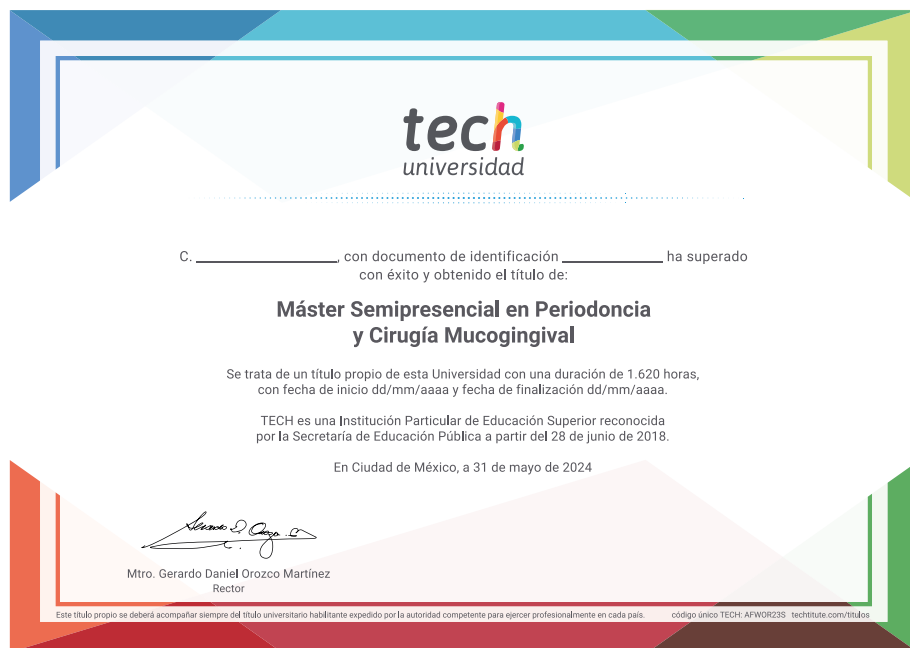 tech
universidad
C. ____________________, con documento de identificación ______________ ha superado
con éxito y obtenido el título de:
Máster Semipresencial en Periodoncia
y Cirugía Mucogingival
Se trata de un título propio de esta Universidad con una duración de 1.620 horas,
con fecha de inicio dd/mm/aaaa y fecha de finalización dd/mm/aaaa.
TECH es una Institución Particular de Educación Superior reconocida
por la Secretaría de Educación Pública a partir del 28 de junio de 2018.
En Ciudad de México, a 31 de mayo de 2024
Mtro. Gerardo Daniel Orozco Martínez
Rector
Este título propio se deberá acompañar siempre del título universitario habilitante expedido por la autoridad competente para ejercer profesionalmente en cada país. código único TECH: AFWOR23S techtitute.com/titulos